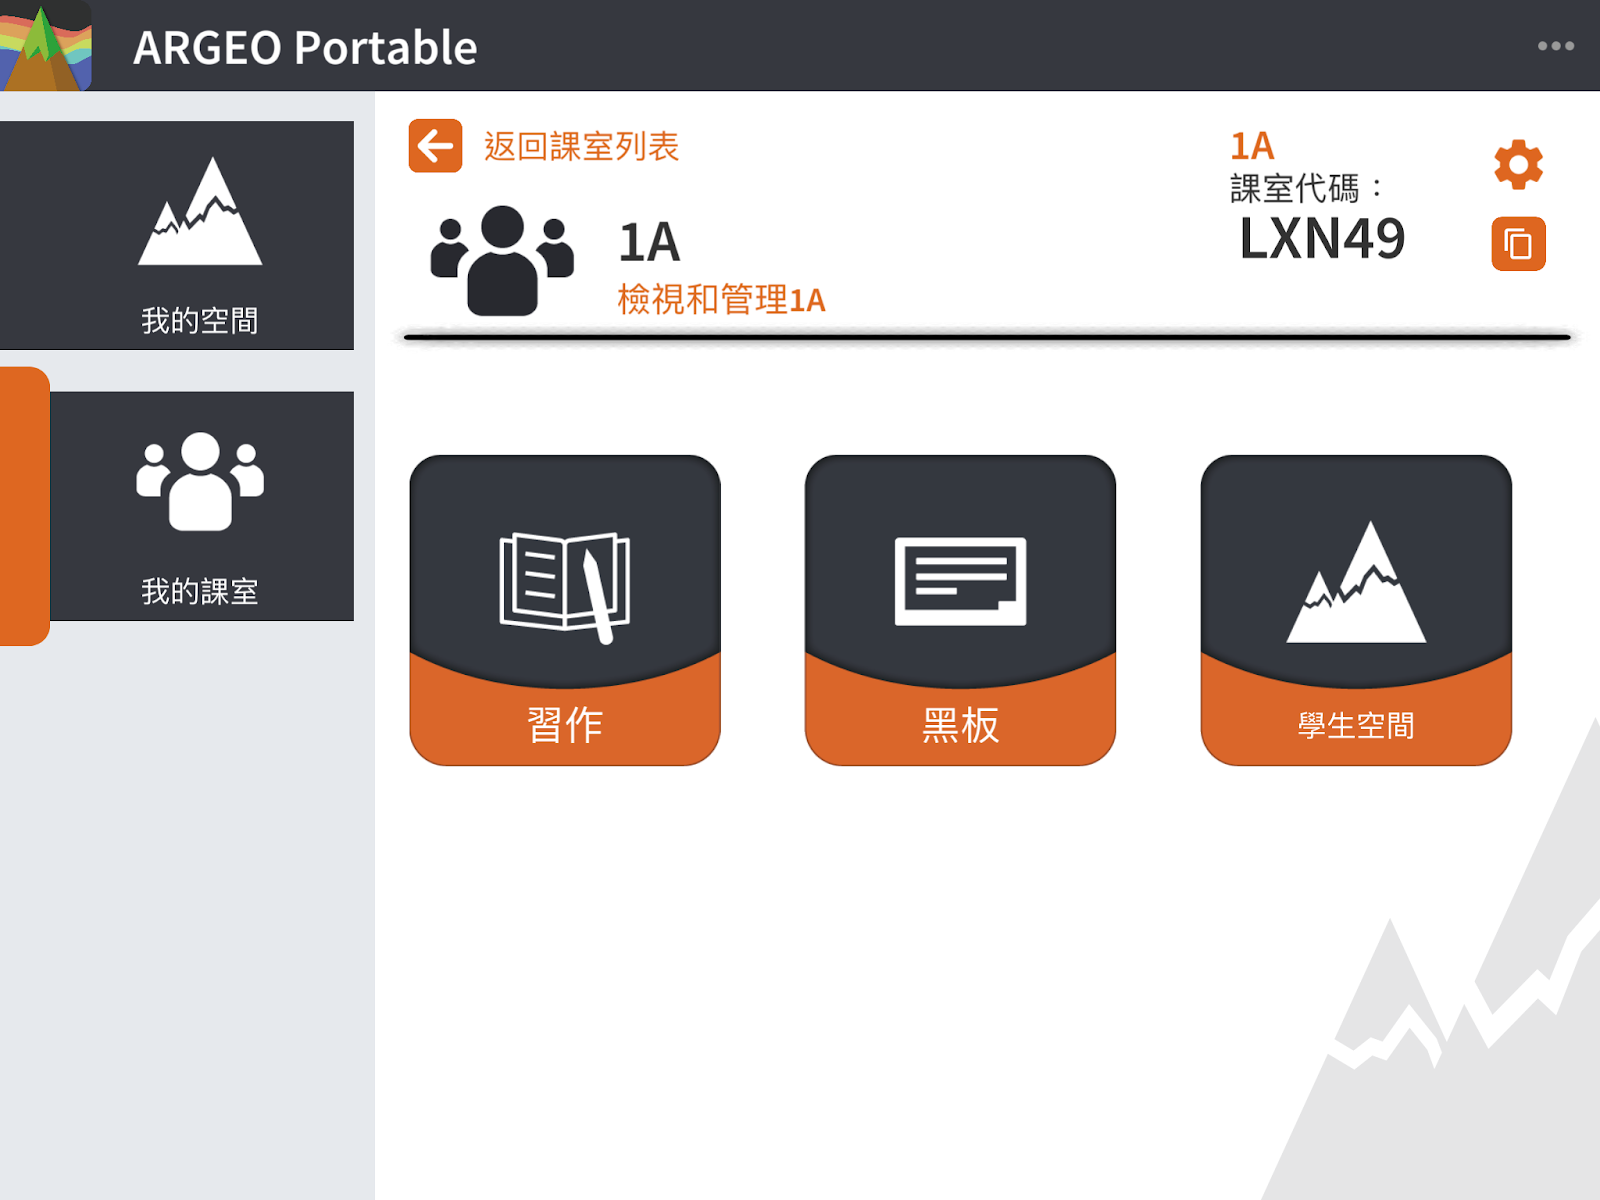 ARGEO Portable
我的空間
我的課室
返回課室列表
1A
檢視和管理1A
1A
課室代碼：
LXN49
習作
黑板
學生空間